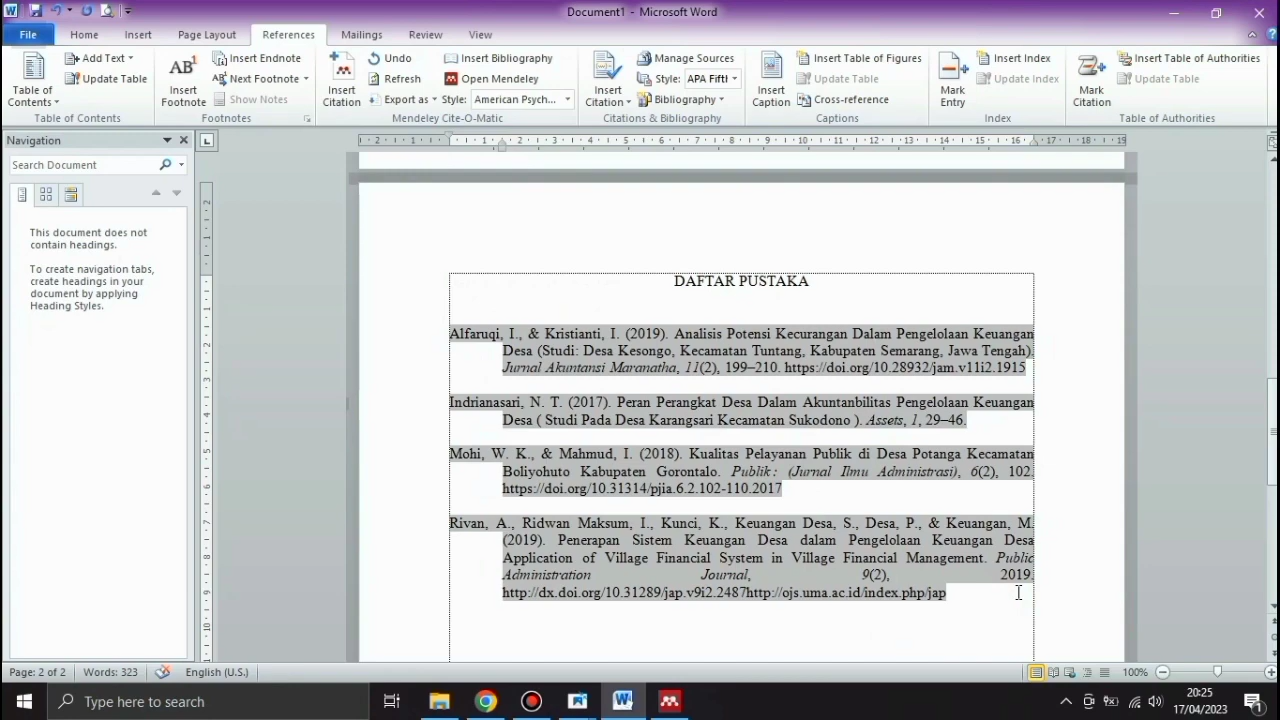 Document1 - Microsoft Word
File Home Insert Page Layout References Mailings Review View
Table of Contents
Add Text
Update Table
Table of Contents
AB¹
Insert Footnote
Insert Endnote
Next Footnote
Show Notes
Footnotes
Insert Citation
Undo
Refresh
Export as
Insert Bibliography
Open Mendeley
Style: American Psych...
Mendeley Cite-O-Matic
Insert Citation
Manage Sources
Style: APA Fifth
Bibliography
Citations & Bibliography
Insert Caption
Insert Table of Figures
Update Table
Cross-reference
Captions
Mark Entry
Insert Index
Update Index
Index
Mark Citation
Insert Table of Authorities
Update Table
Table of Authorities
Navigation
Search Document
This document does not
contain headings.
To create navigation tabs,
create headings in your
document by applying
Heading Styles.
DAFTAR PUSTAKA
Alfaruqi, I., & Kristianti, I. (2019). Analisis Potensi Kecurangan Dalam Pengelolaan Keuangan
Desa (Studi: Desa Kesongo, Kecamatan Tuntang, Kabupaten Semarang, Jawa Tengah).
Jurnal Akuntansi Maranatha, 11(2), 199–210. https://doi.org/10.28932/jam.v11i2.1915
Indrianasari, N. T. (2017). Peran Perangkat Desa Dalam Akuntanbilitas Pengelolaan Keuangan
Desa ( Studi Pada Desa Karangsari Kecamatan Sukodono ). Assets, 1, 29–46.
Mohi, W. K., & Mahmud, I. (2018). Kualitas Pelayanan Publik di Desa Potanga Kecamatan
Boliyohuto Kabupaten Gorontalo. Publik : (Jurnal Ilmu Administrasi), 6(2), 102.
https://doi.org/10.31314/pjia.6.2.102-110.2017
Rivan, A., Ridwan Maksum, I., Kunci, K., Keuangan Desa, S., Desa, P., & Keuangan, M.
(2019). Penerapan Sistem Keuangan Desa dalam Pengelolaan Keuangan Desa
Application of Village Financial System in Village Financial Management. Public
Administration Journal, 9(2), 2019.
http://dx.doi.org/10.31289/jap.v9i2.2487http://ojs.uma.ac.id/index.php/jap
Page: 2 of 2 Words: 323 English (U.S.) 100%
Type here to search
20:25
17/04/2023